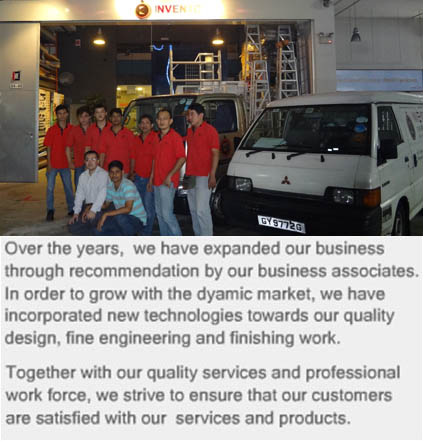 INVENT
GY9772G
Over the years, we have expanded our business
through recommendation by our business associates.
In order to grow with the dyamic market, we have
incorporated new technologies towards our quality
design, fine engineering and finishing work.
Together with our quality services and professional
work force, we strive to ensure that our customers
are satisfied with our services and products.